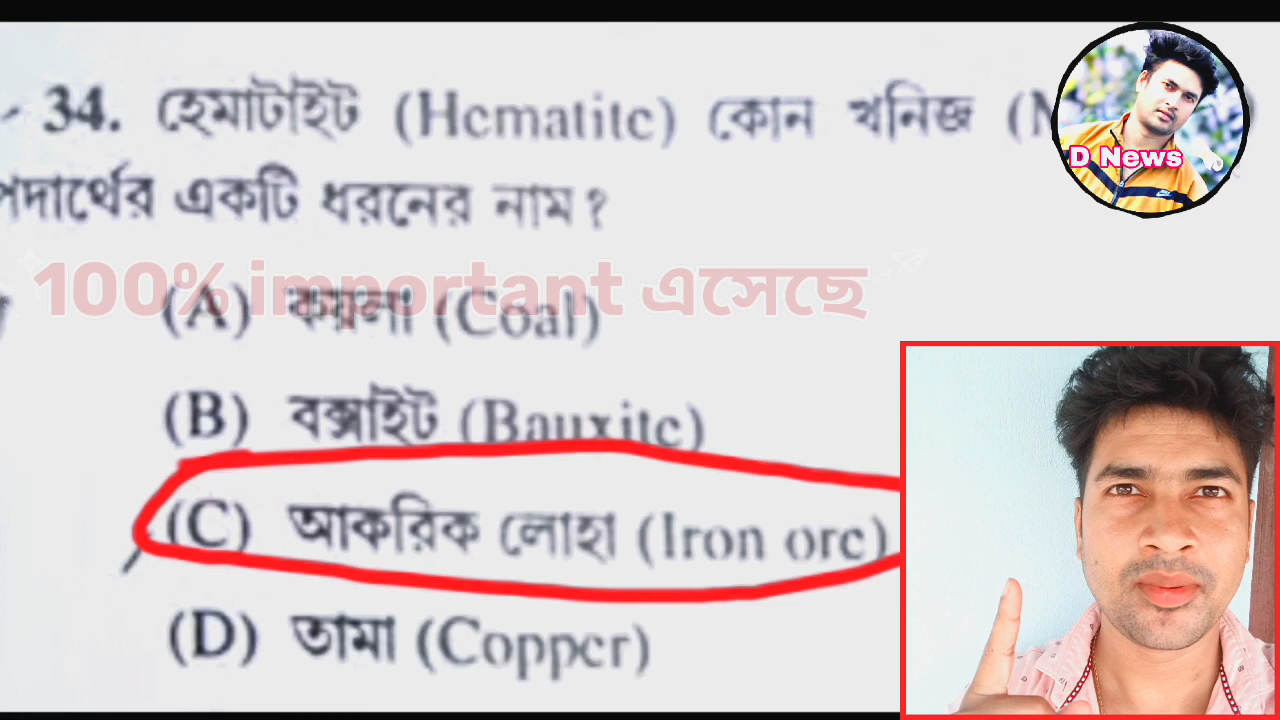 34. হেমাটাইট (Hematite) কোন খনিজ
পদার্থের একটি ধরনের নাম ?
100% important এসেছে
(A) কয়লা (Coal)
(B) বক্সাইট (Bauxite)
(C) আকরিক লোহা (Iron ore)
(D) তামা (Copper)
D News